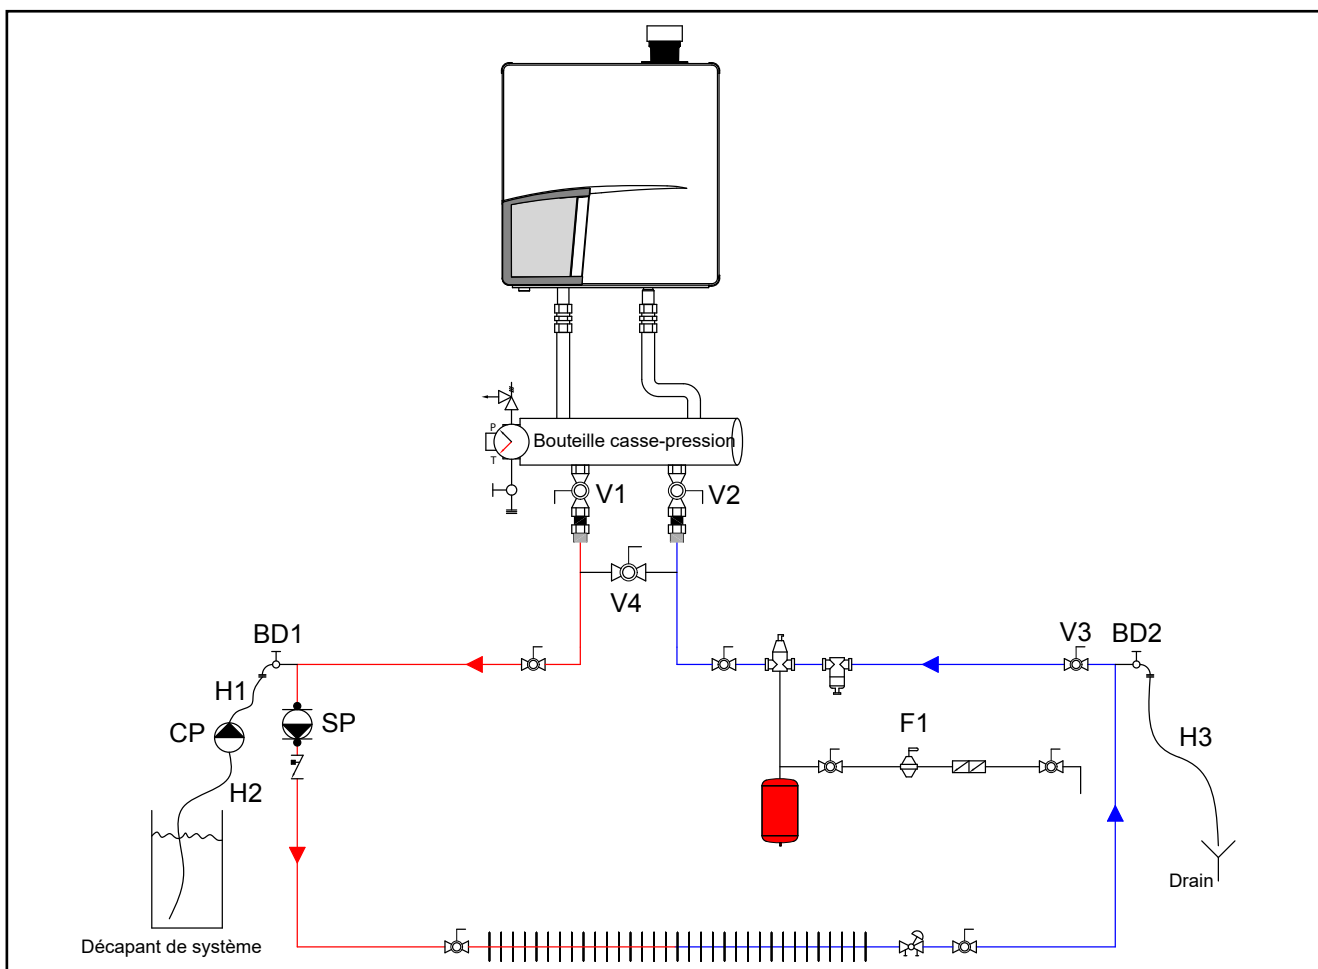 P
Bouteille casse-pression
T
V1
V2
V4
BD1
V3
BD2
H1
CP
SP
F1
H3
H2
Drain
Décapant de système